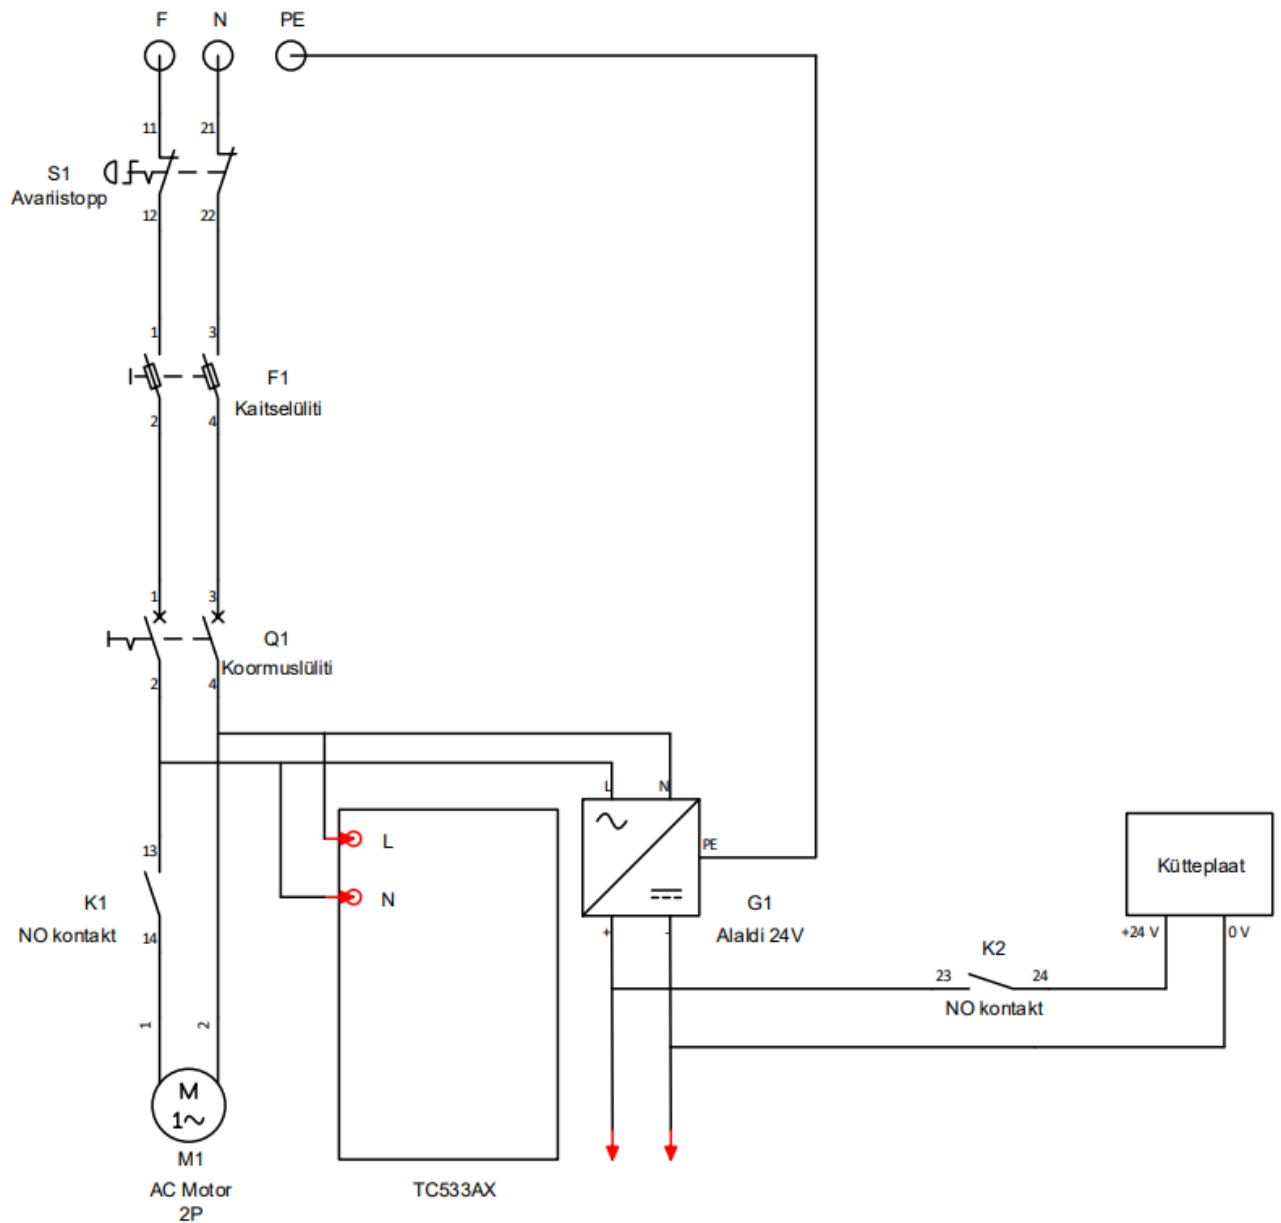 F N PE
11 21
S1
Avariistopp
12 22
1 3
F1
Kaitselüliti
2 4
1 3
Q1
Koormuslüliti
2 4
L N
13
L
PE
Kütteplaat
K1
N
G1
NO kontakt
14
+ -
Alaldi 24V
+24 V 0 V
K2
23 24
NO kontakt
1 2
M
1~
M1
AC Motor
2P
TC533AX